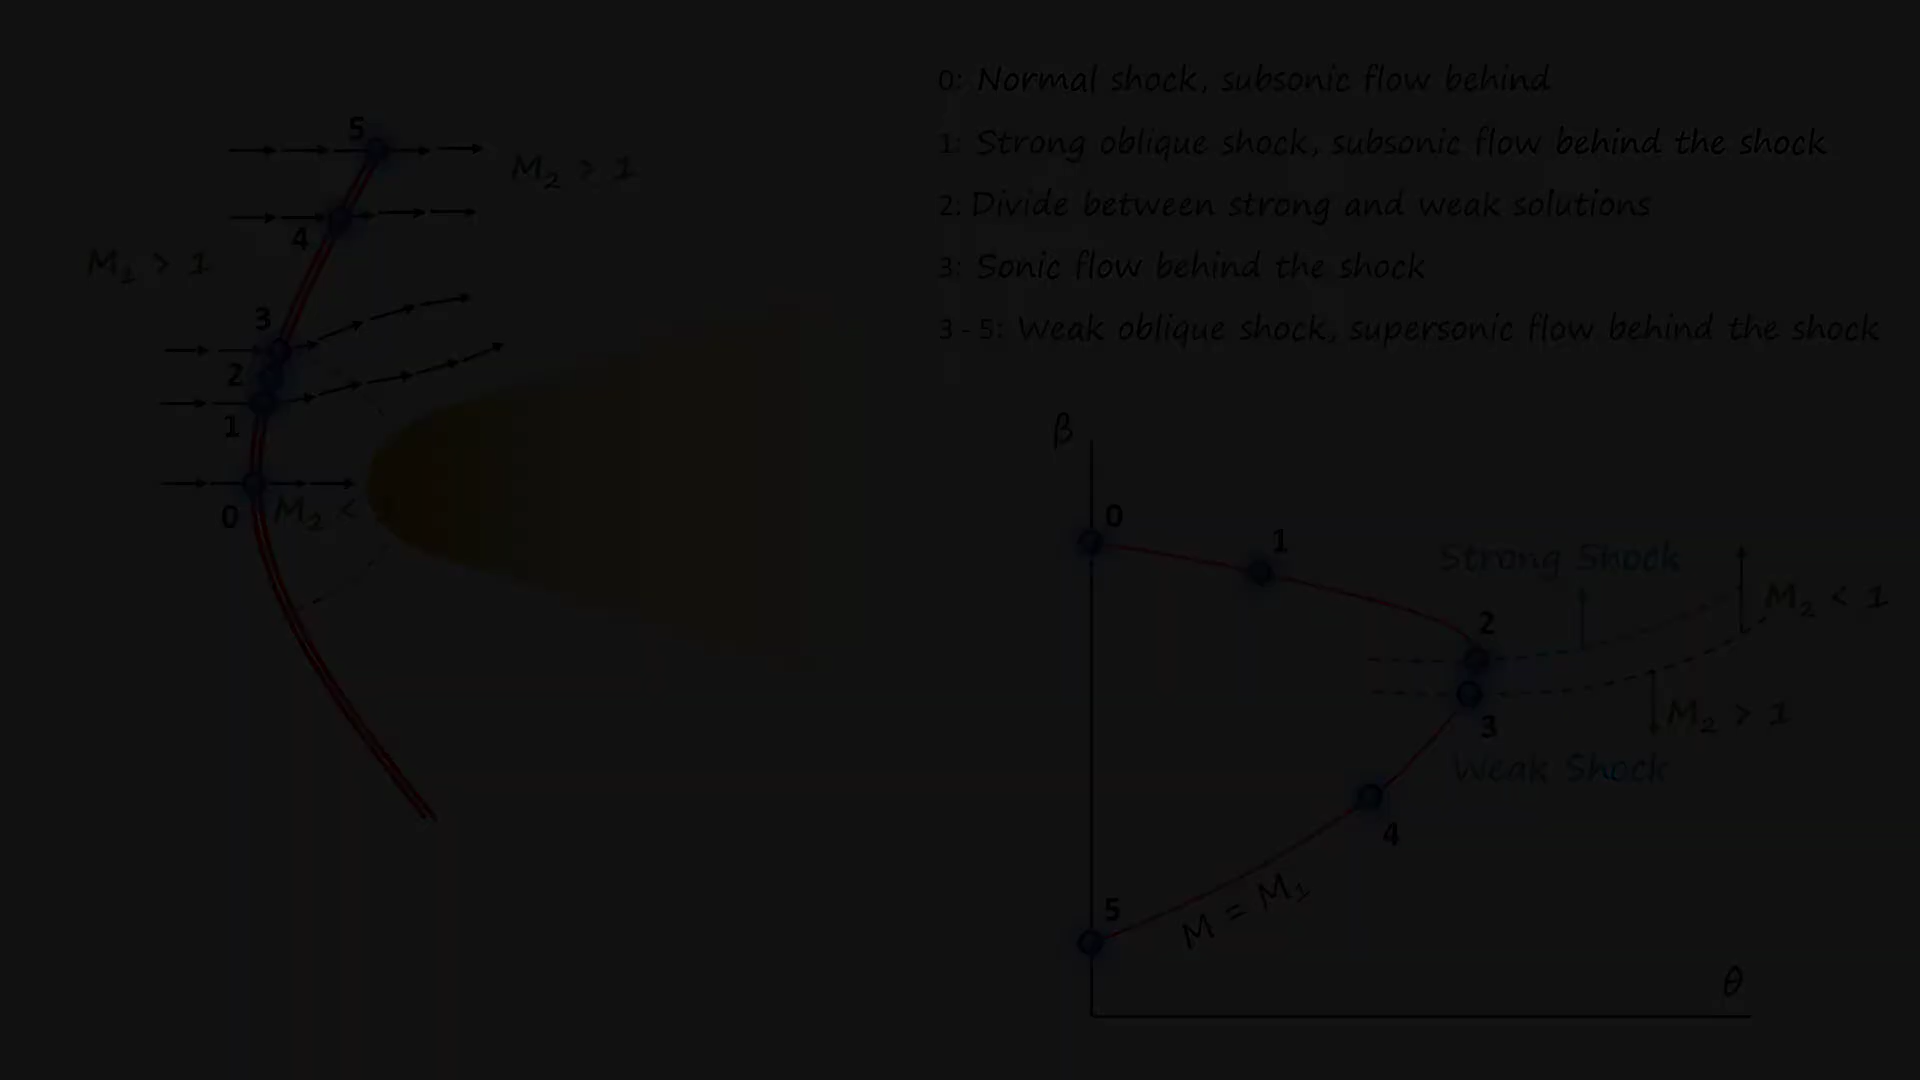 0: Normal shock, subsonic flow behind
1: Strong oblique shock, subsonic flow behind the shock
2: Divide between strong and weak solutions
3: Sonic flow behind the shock
3 - 5: Weak oblique shock, supersonic flow behind the shock
5
M₂ > 1
4
M₁ > 1
3
2
1
0
M₂ <
β
0
1
Strong Shock
M₂ < 1
2
3
M₂ > 1
Weak Shock
4
M = M₁
5
θ